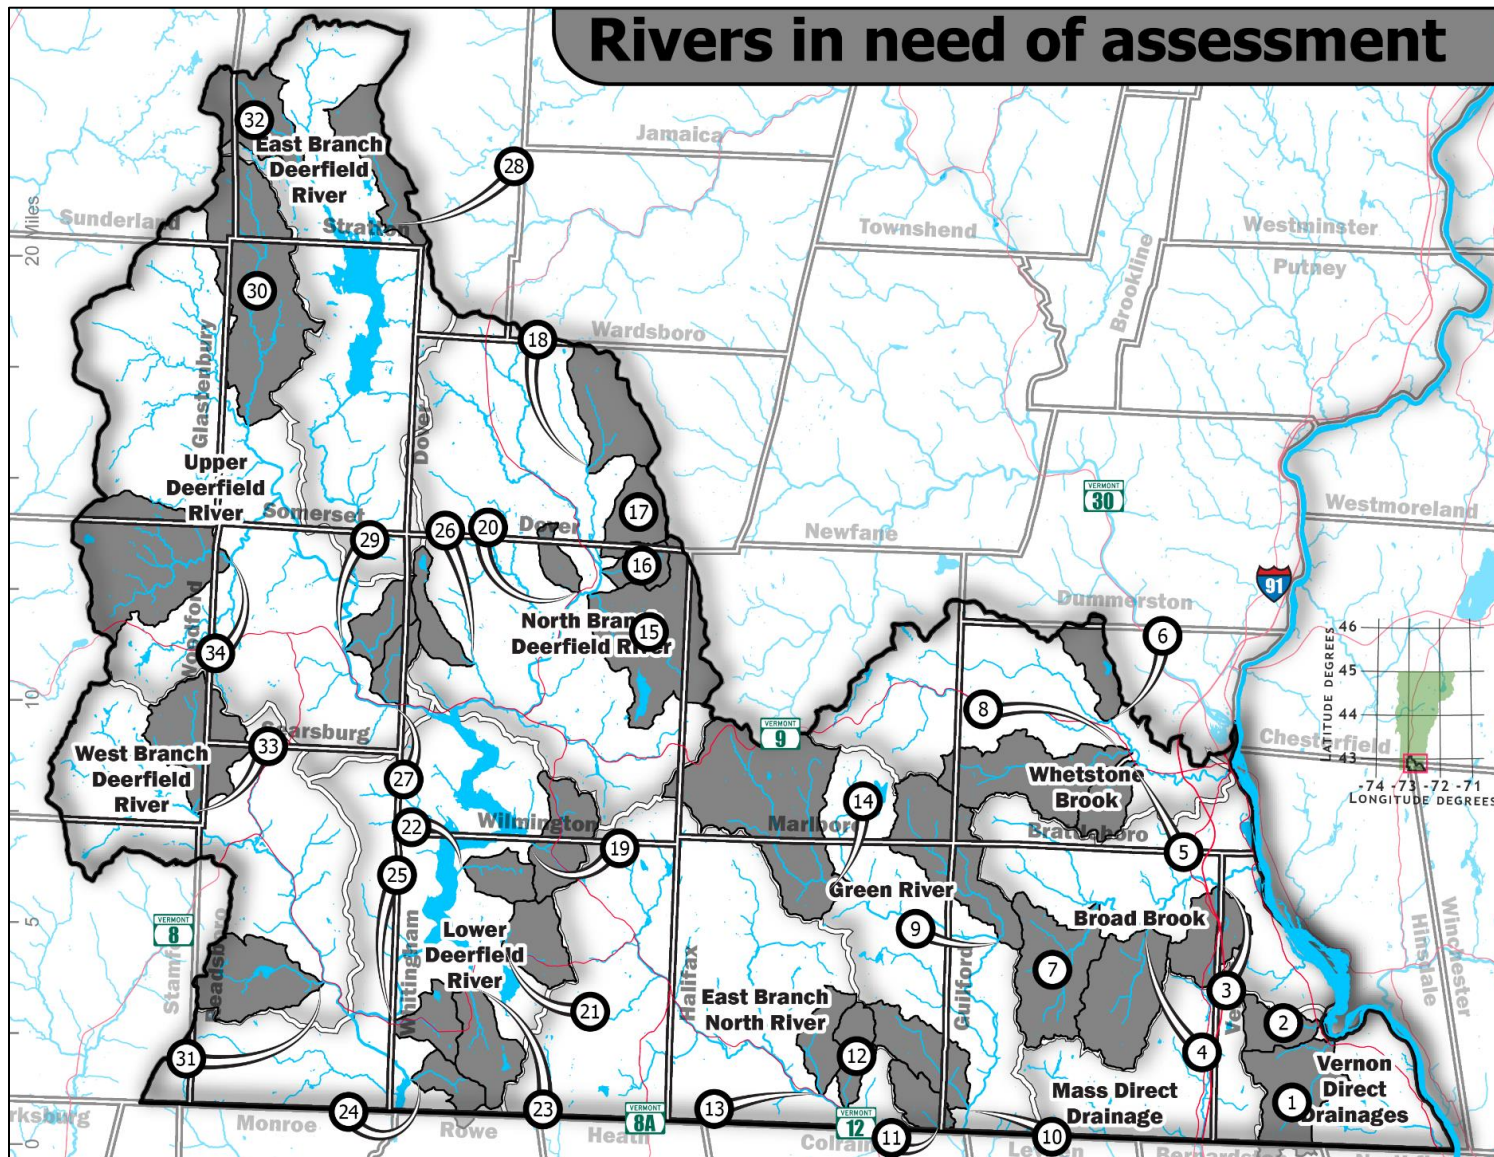 Rivers in need of assessment
32
East Branch
Deerfield
River
28
Jamaica
Sunderland
Stratton
Townshend
Westminster
Putney
Brookline
20 Miles
30
18
Wardsboro
Glastenbury
Dover
Upper
Deerfield
River
Somerset
29
26
20
Dover
17
16
Newfane
VERMONT
30
Westmoreland
91
Woodford
34
North Branch
Deerfield River
15
Dummerston
6
46
45
44
43
LATITUDE DEGREES
-74 -73 -72 -71
LONGITUDE DEGREES
Chesterfield
10
8
VERMONT
9
Searsburg
33
West Branch
Deerfield
River
27
22
Wilmington
19
14
Marlboro
Whetstone
Brook
Brattleboro
5
25
Green River
9
Broad Brook
VERMONT
8
5
Readsboro
Whitingham
Lower
Deerfield
River
21
Halifax
East Branch
North River
Guilford
7
3
2
4
Hinsdale
Winchester
31
12
Mass Direct
Drainage
Vernon
Direct
Drainages
1
24
Monroe
Rowe
23
Heath
VERMONT
8A
13
VERMONT
12
11
10
0